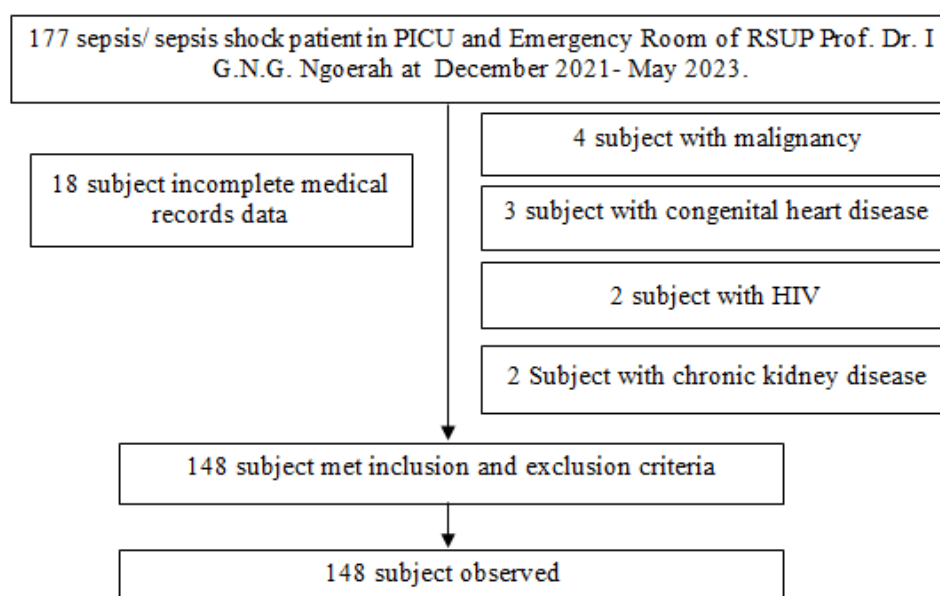 177 sepsis/ sepsis shock patient in PICU and Emergency Room of RSUP Prof. Dr. I
G.N.G. Ngoerah at December 2021- May 2023.
4 subject with malignancy
18 subject incomplete medical
records data
3 subject with congenital heart disease
2 subject with HIV
2 Subject with chronic kidney disease
148 subject met inclusion and exclusion criteria
148 subject observed